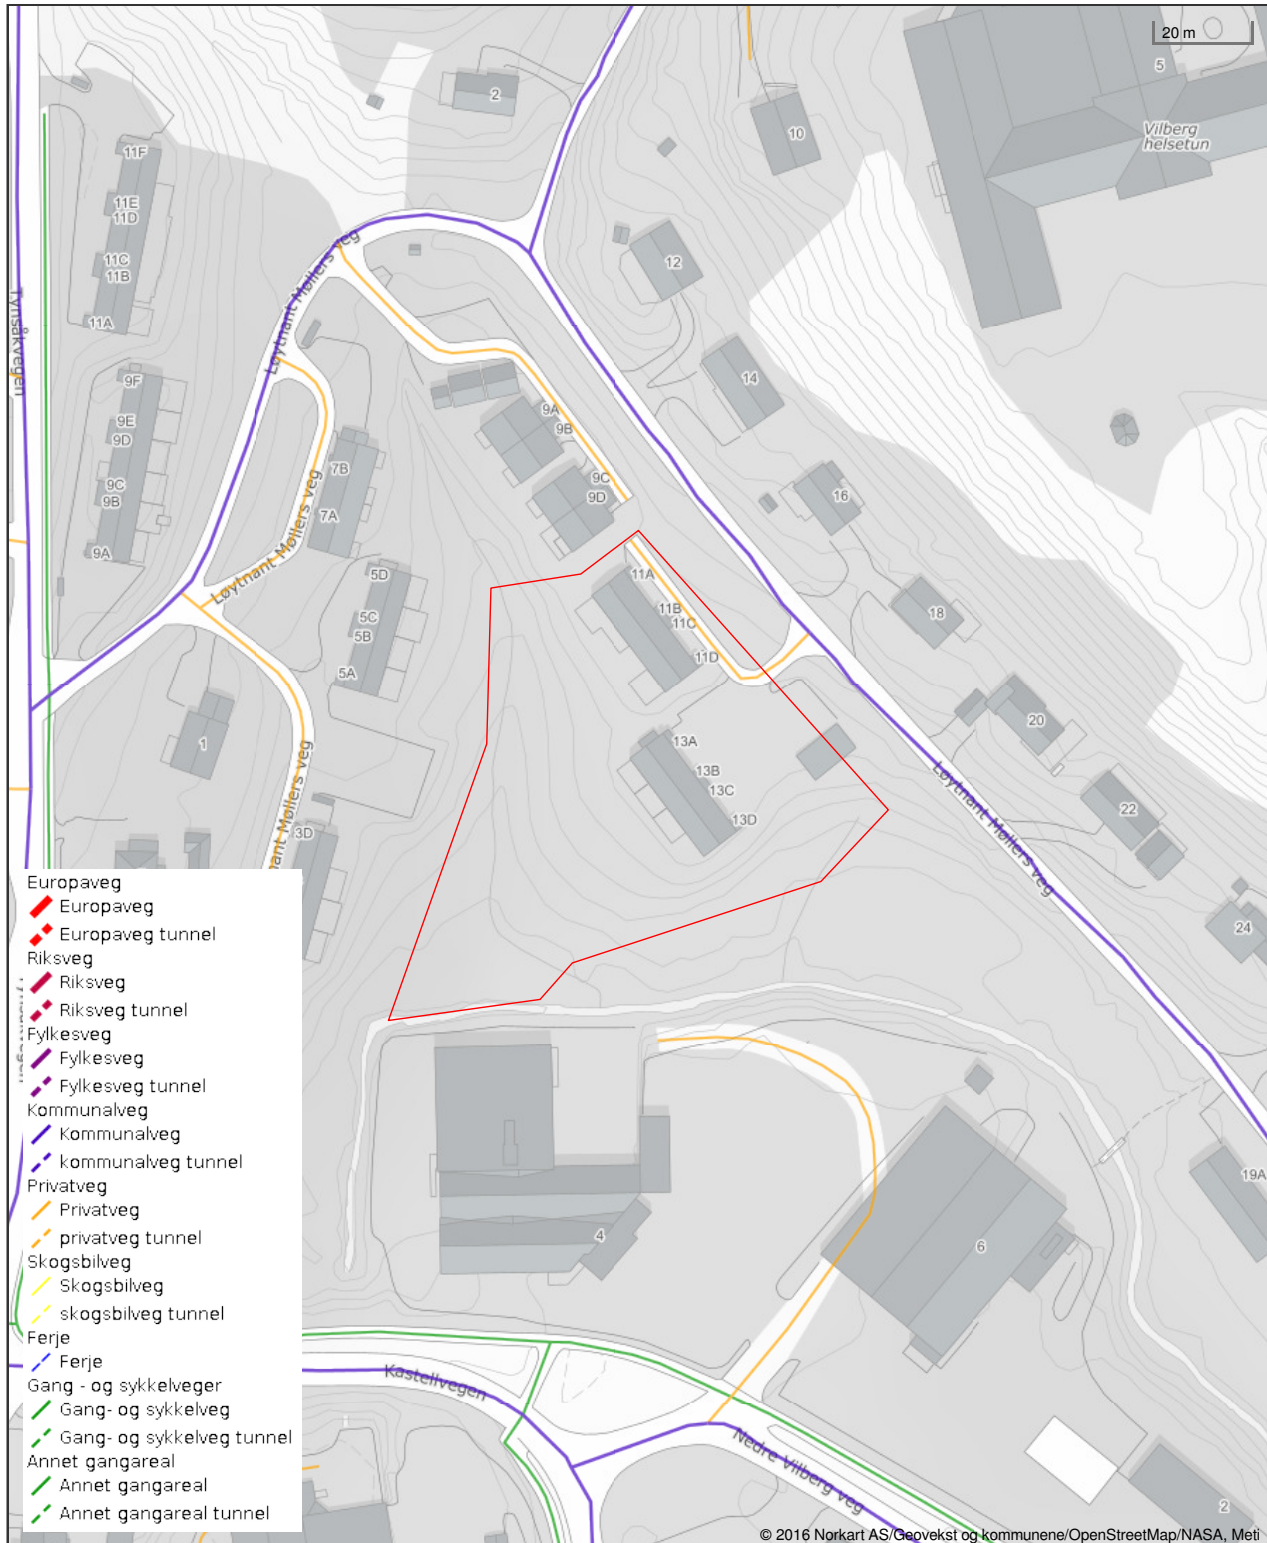 20 m
5
2
10
Vilberg
helsetun
11F
11E
11D
12
11C
11B
11A
Løytnant Møllers veg
Tynsåkvegen
14
9F
9A
9B
9E
9D
7B
9C
9D
9C
9B
16
7A
9A
Løytnant Møllers veg
11A
5D
11B
11C
18
5C
5B
11D
5A
20
1
13A
13B
13C
13D
Løytnant Møllers veg
22
3D
24
Europaveg
Europaveg
Europaveg tunnel
Riksveg
Riksveg
Riksveg tunnel
Fylkesveg
Fylkesveg
Fylkesveg tunnel
Kommunalveg
Kommunalveg
kommunalveg tunnel
Privatveg
Privatveg
privatveg tunnel
Skogsbilveg
Skogsbilveg
skogsbilveg tunnel
Ferje
Ferje
Gang - og sykkelveger
Gang- og sykkelveg
Gang- og sykkelveg tunnel
Annet gangareal
Annet gangareal
Annet gangareal tunnel
19A
4
6
Kastellvegen
Nedre Vilberg veg
2
© 2016 Norkart AS/Geovekst og kommunene/OpenStreetMap/NASA, Meti